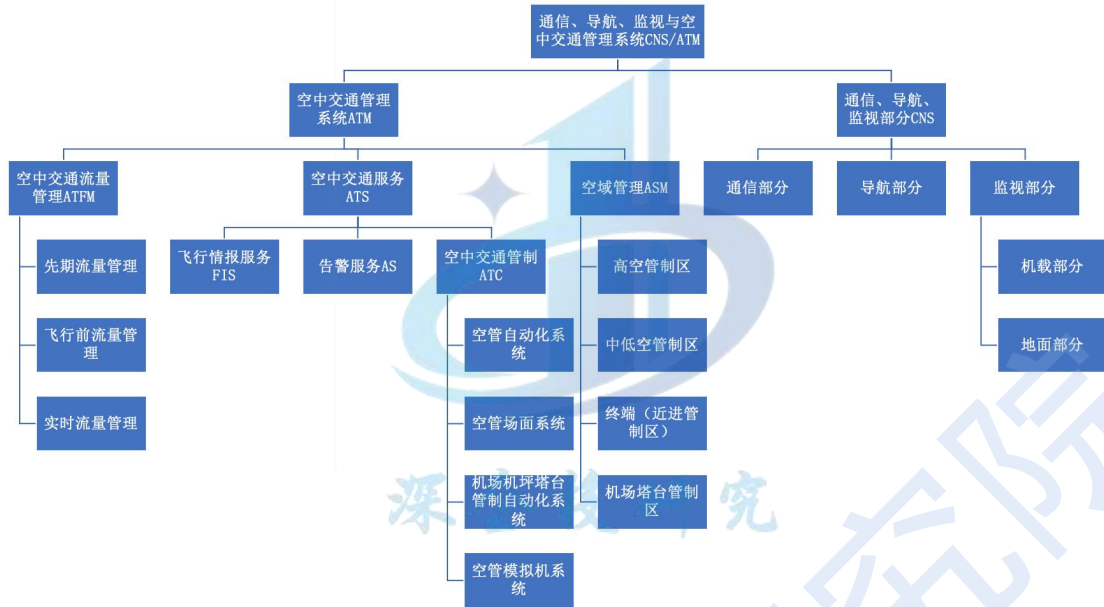 通信、导航、监视与空
中交通管理系统CNS/ATM
空中交通管理
系统ATM
通信、导航、
监视部分CNS
空中交通流量
管理ATFM
空中交通服务
ATS
空域管理ASM
通信部分
导航部分
监视部分
先期流量管理
飞行情报服务
FIS
告警服务AS
空中交通管制
ATC
高空管制区
机载部分
飞行前流量管
理
空管自动化系
统
中低空管制区
地面部分
实时流量管理
空管场面系统
终端（近进管
制区）
机场机坪塔台
管制自动化系
统
机场塔台管制
区
空管模拟机系
统
深 研究
究院